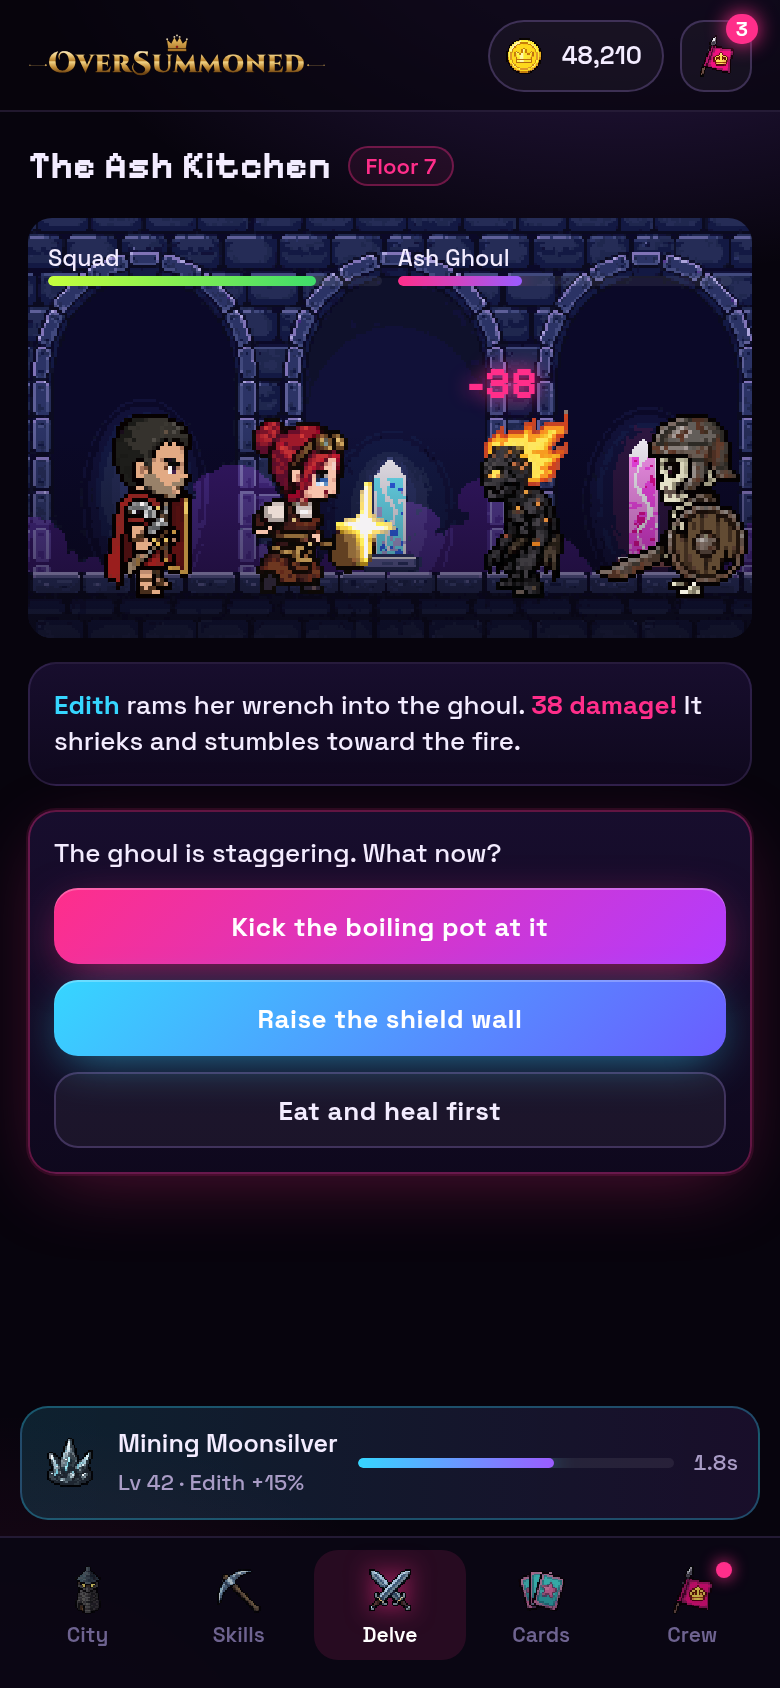 OverSummoned
48,210
3
The Ash Kitchen
Floor 7
Squad
Ash Ghoul
-38
Edith rams her wrench into the ghoul. 38 damage! It
shrieks and stumbles toward the fire.
The ghoul is staggering. What now?
Kick the boiling pot at it
Raise the shield wall
Eat and heal first
Mining Moonsilver
Lv 42 · Edith +15%
1.8s
City
Skills
Delve
Cards
Crew